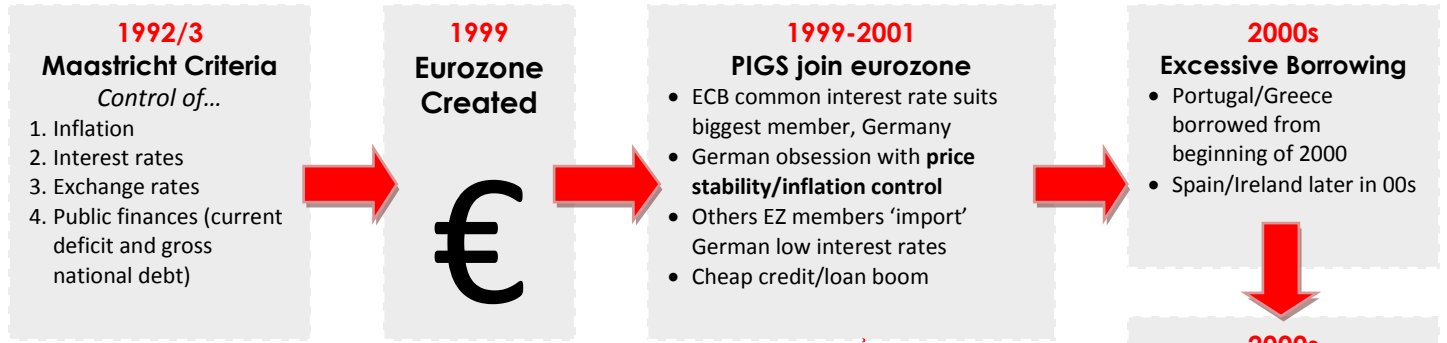 1992/3
Maastricht Criteria
Control of…
1. Inflation
2. Interest rates
3. Exchange rates
4. Public finances (current
deficit and gross
national debt)
1999
Eurozone
Created
€
1999-2001
PIGS join eurozone
• ECB common interest rate suits
biggest member, Germany
• German obsession with price
stability/inflation control
• Others EZ members ‘import’
German low interest rates
• Cheap credit/loan boom
2000s
Excessive Borrowing
• Portugal/Greece
borrowed from
beginning of 2000
• Spain/Ireland later in 00s
2000s